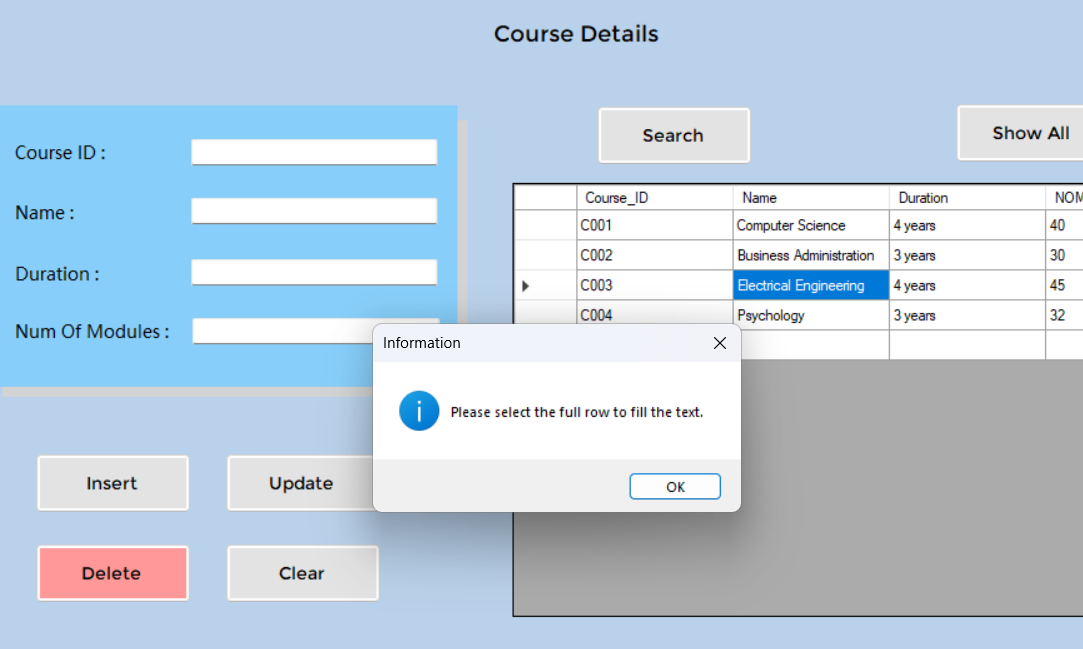 Course Details
Course ID :
Name :
Duration :
Num Of Modules :
Search
Show All
Course_ID Name Duration NOM
C001 Computer Science 4 years 40
C002 Business Administration 3 years 30
C003 Electrical Engineering 4 years 45
C004 Psychology 3 years 32
Information
Please select the full row to fill the text.
OK
Insert
Update
Delete
Clear